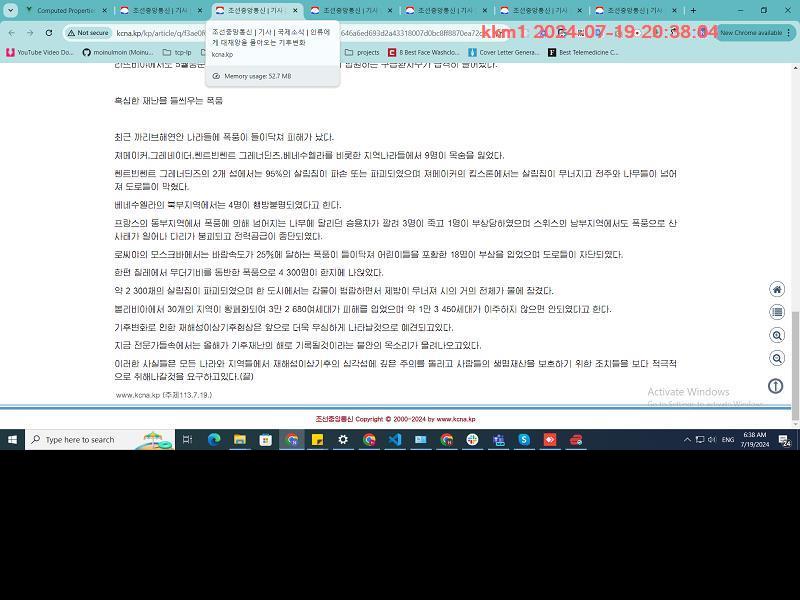 Computed Propertie
조선중앙통신 | 기사
조선중앙통신 | 기사
조선중앙통신 | 기사
조선중앙통신 | 기사
조선중앙통신 | 기사
조선중앙통신 | 기사
Not secure
kcna.kp/kp/article/q/f3ae0f
646a6ed693d2a43318007d0bc8ff8870ea72c
kkm1 2024-07-19-20:38:04
New Chrome available
YouTube Video Do...
moinulmoin (Moinu...
tcp-ip
projects
8 Best Face Washclo...
Cover Letter Genera...
Best Telemedicine C...
조선중앙통신 | 기사 | 국제소식 | 인류에
게 대재앙을 몰아오는 기후변화
kcna.kp
Memory usage: 52.7 MB
혹심한 재난을 들씌우는 폭풍
최근 까리브해연안 나라들에 폭풍이 들이닥쳐 피해가 났다.
져메이커,그레네이더,쎈트빈쎈트 그레너딘즈,베네수엘라를 비롯한 지역나라들에서 9명이 목숨을 잃었다.
쎈트빈쎈트 그레너딘즈의 2개 섬에서는 95%의 살림집이 파손 또는 파괴되였으며 져메이커의 킹스톤에서는 살림집이 무너지고 전주와 나무들이 넘어
져 도로들이 막혔다.
베네수엘라의 북부지역에서는 4명이 행방불명되였다고 한다.
프랑스의 동부지역에서 폭풍에 의해 넘어지는 나무에 달리던 승용차가 깔려 3명이 죽고 1명이 부상당하였으며 스위스의 남부지역에서도 폭풍으로 산
사태가 일어나 다리가 붕괴되고 전력공급이 중단되였다.
로씨야의 모스크바에서는 바람속도가 25㎧에 달하는 폭풍이 들이닥쳐 어린이들을 포함한 18명이 부상을 입었으며 도로들이 차단되였다.
한편 칠레에서 무더기비를 동반한 폭풍으로 4 300명이 한지에 나앉았다.
약 2 300채의 살림집이 파괴되였으며 한 도시에서는 강물이 범람하면서 제방이 무너져 시의 거의 전체가 물에 잠겼다.
볼리비아에서 30개의 지역이 황폐화되여 3만 2 680여세대가 피해를 입었으며 약 1만 3 450세대가 이주하지 않으면 안되였다고 한다.
기후변화로 인한 재해성이상기후현상은 앞으로 더욱 무심하게 나타날것으로 예견되고있다.
지금 전문가들속에서는 올해가 기후재난의 해로 기록될것이라는 불안의 목소리가 울려나오고있다.
이러한 사실들은 모든 나라와 지역들에서 재해성이상기후의 심각성에 깊은 주의를 돌리고 사람들의 생명재산을 보호하기 위한 조치들을 보다 적극적
으로 취해나갈것을 요구하고있다.(끝)
www.kcna.kp (주체113.7.19.)
Activate Windows
조선중앙통신 Copyright © 2000-2024 by www.kcna.kp
Type here to search
ENG
6:38 AM
7/19/2024
24